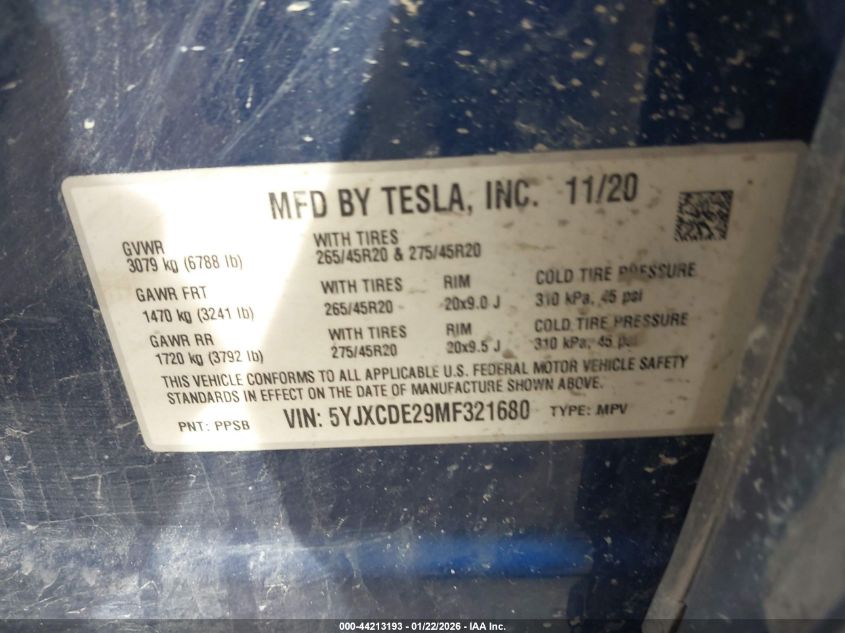 MFD BY TESLA, INC. 11/20
GVWR
3079 kg (6788 lb)
WITH TIRES
265/45R20 & 275/45R20
GAWR FRT
1470 kg (3241 lb)
WITH TIRES
265/45R20
RIM
20x9.0 J
COLD TIRE PRESSURE
310 kPa, 45 psi
GAWR RR
1720 kg (3792 lb)
WITH TIRES
275/45R20
RIM
20x9.5 J
COLD TIRE PRESSURE
310 kPa, 45 psi
THIS VEHICLE CONFORMS TO ALL APPLICABLE U.S. FEDERAL MOTOR VEHICLE SAFETY
STANDARDS IN EFFECT ON THE DATE OF MANUFACTURE SHOWN ABOVE.
PNT: PPSB VIN: 5YJXCDE29MF321680 TYPE: MPV
000-44213193 - 01/22/2026 - IAA Inc.